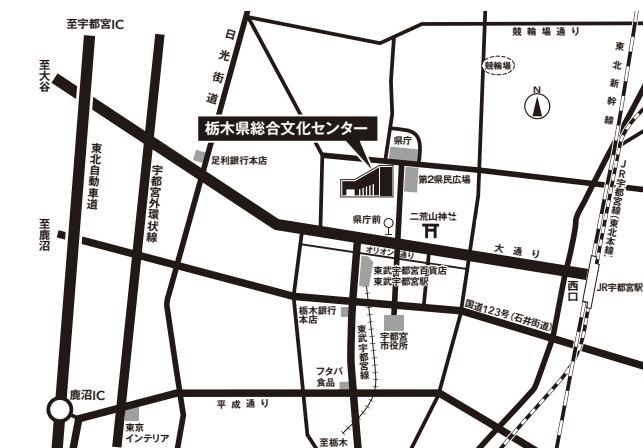 至宇都宮IC
競輪場通り
日光街道
東北新幹線
至大谷
競輪場
N
栃木県総合文化センター
県庁
東北自動車道
宇都宮外環状線
足利銀行本店
第2県民広場
JR宇都宮線(東北本線)
県庁前
二荒山神社
至鹿沼
大通り
オリオン通り
東武宇都宮百貨店
東武宇都宮駅
西口
JR宇都宮駅
栃木銀行
本店
国道123号(石井街道)
東武宇都宮線
宇都宮
市役所
フタバ
食品
鹿沼IC
平成通り
東京
インテリア
至栃木